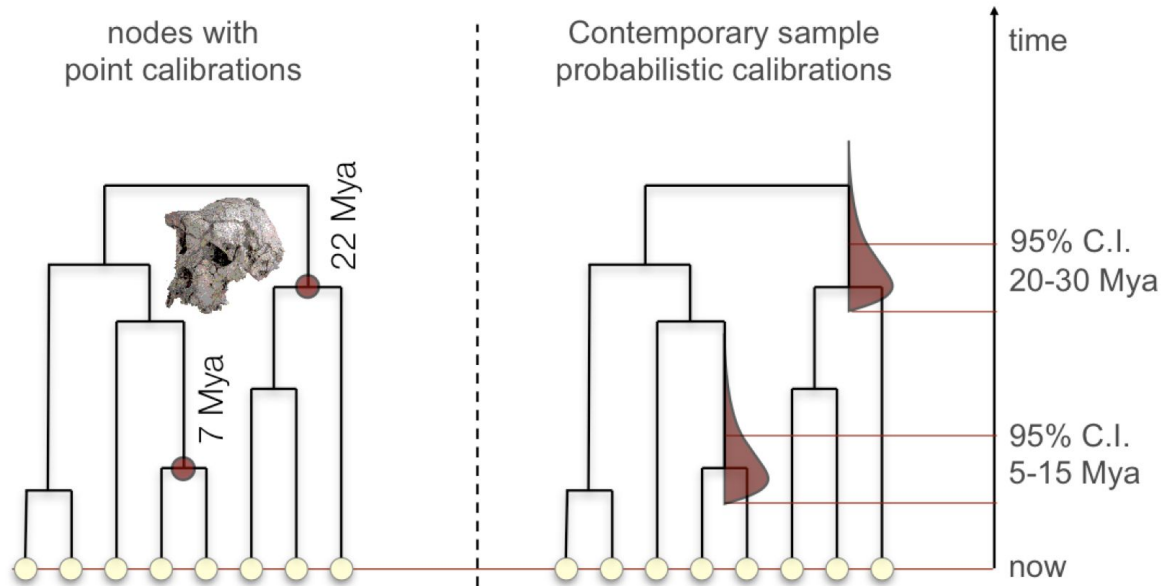 nodes with
point calibrations
22 Mya
7 Mya
Contemporary sample
probabilistic calibrations
time
95% C.I.
20-30 Mya
95% C.I.
5-15 Mya
now